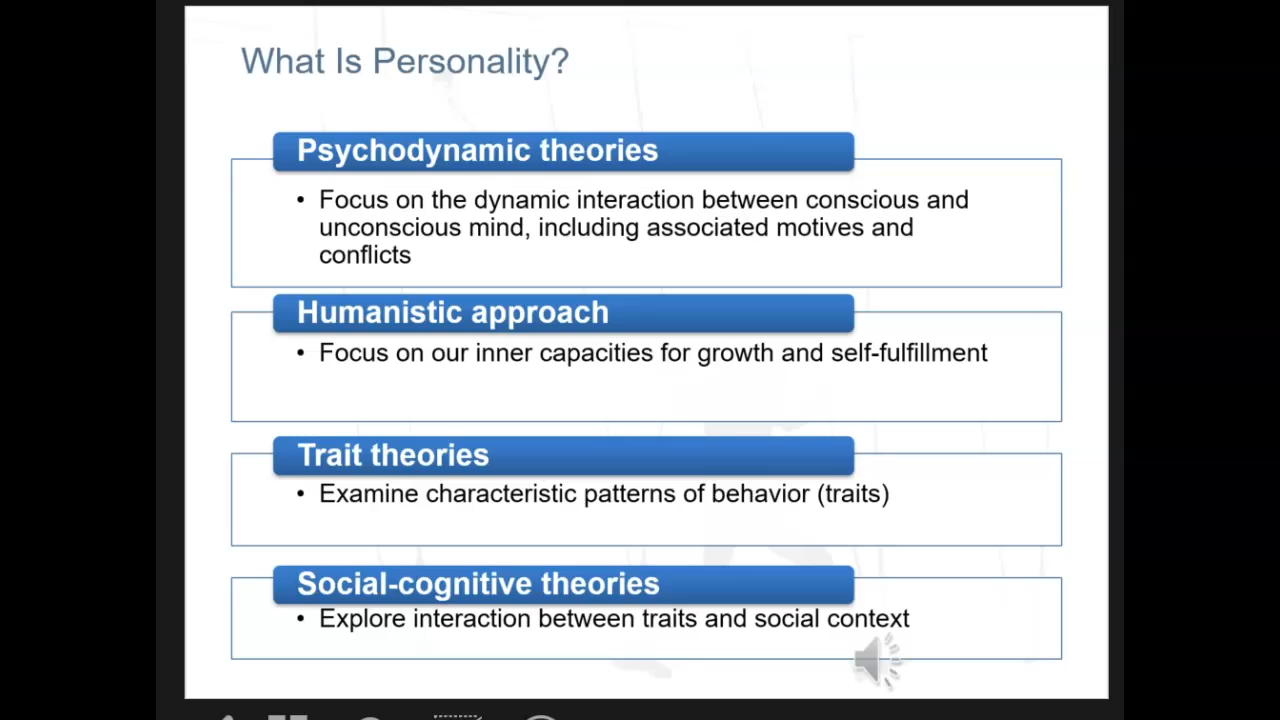 What Is Personality?
Psychodynamic theories
• Focus on the dynamic interaction between conscious and
unconscious mind, including associated motives and
conflicts
Humanistic approach
• Focus on our inner capacities for growth and self-fulfillment
Trait theories
• Examine characteristic patterns of behavior (traits)
Social-cognitive theories
• Explore interaction between traits and social context